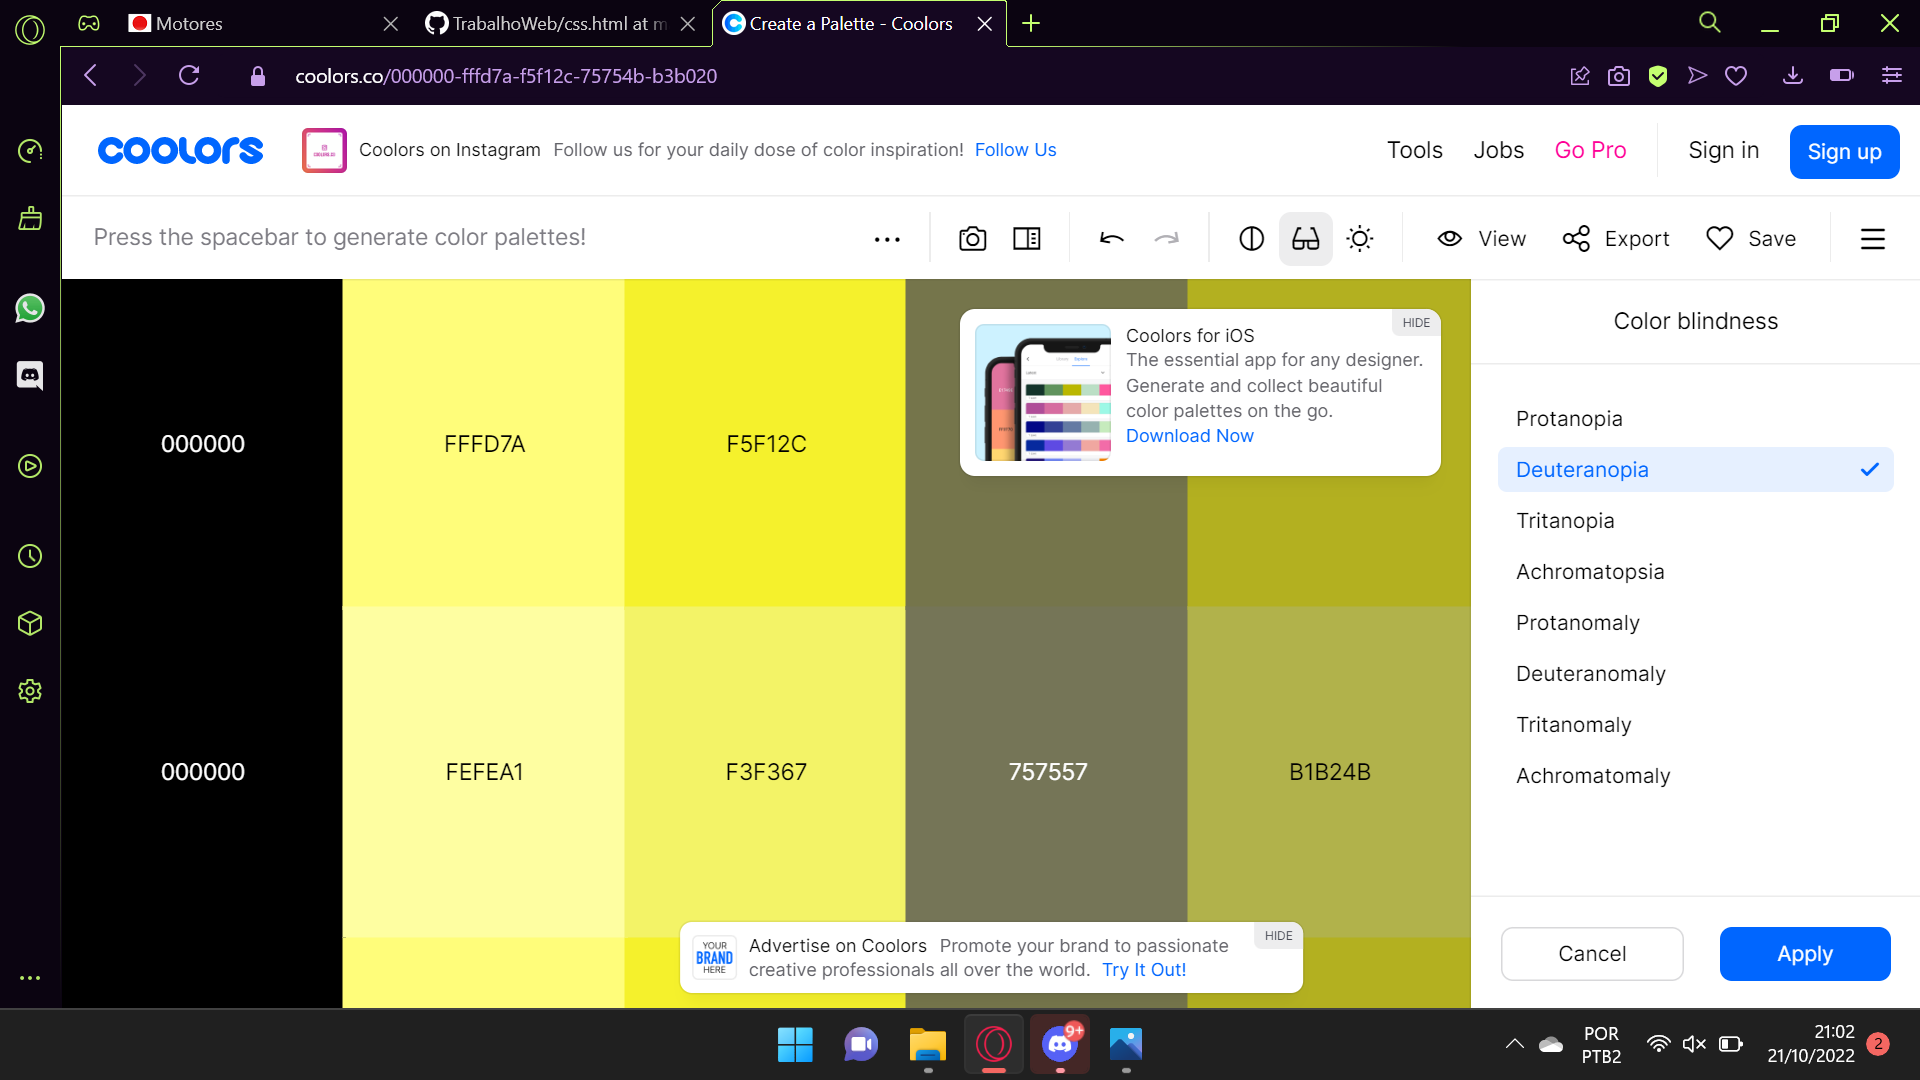 Motores
TrabalhoWeb/css.html at m
Create a Palette - Coolors
coolors.co/000000-fffd7a-f5f12c-75754b-b3b020
coolors
Coolors on Instagram Follow us for your daily dose of color inspiration! Follow Us
Tools
Jobs
Go Pro
Sign in
Sign up
Press the spacebar to generate color palettes!
View
Export
Save
000000
FFFD7A
F5F12C
HIDE
Coolors for iOS
The essential app for any designer.
Generate and collect beautiful
color palettes on the go.
Download Now
000000
FEFEA1
F3F367
757557
B1B24B
Color blindness
Protanopia
Deuteranopia
Tritanopia
Achromatopsia
Protanomaly
Deuteranomaly
Tritanomaly
Achromatomaly
Cancel
Apply
YOUR
BRAND
HERE
Advertise on Coolors Promote your brand to passionate
creative professionals all over the world. Try It Out!
HIDE
9+
POR
PTB2
21:02
21/10/2022
2